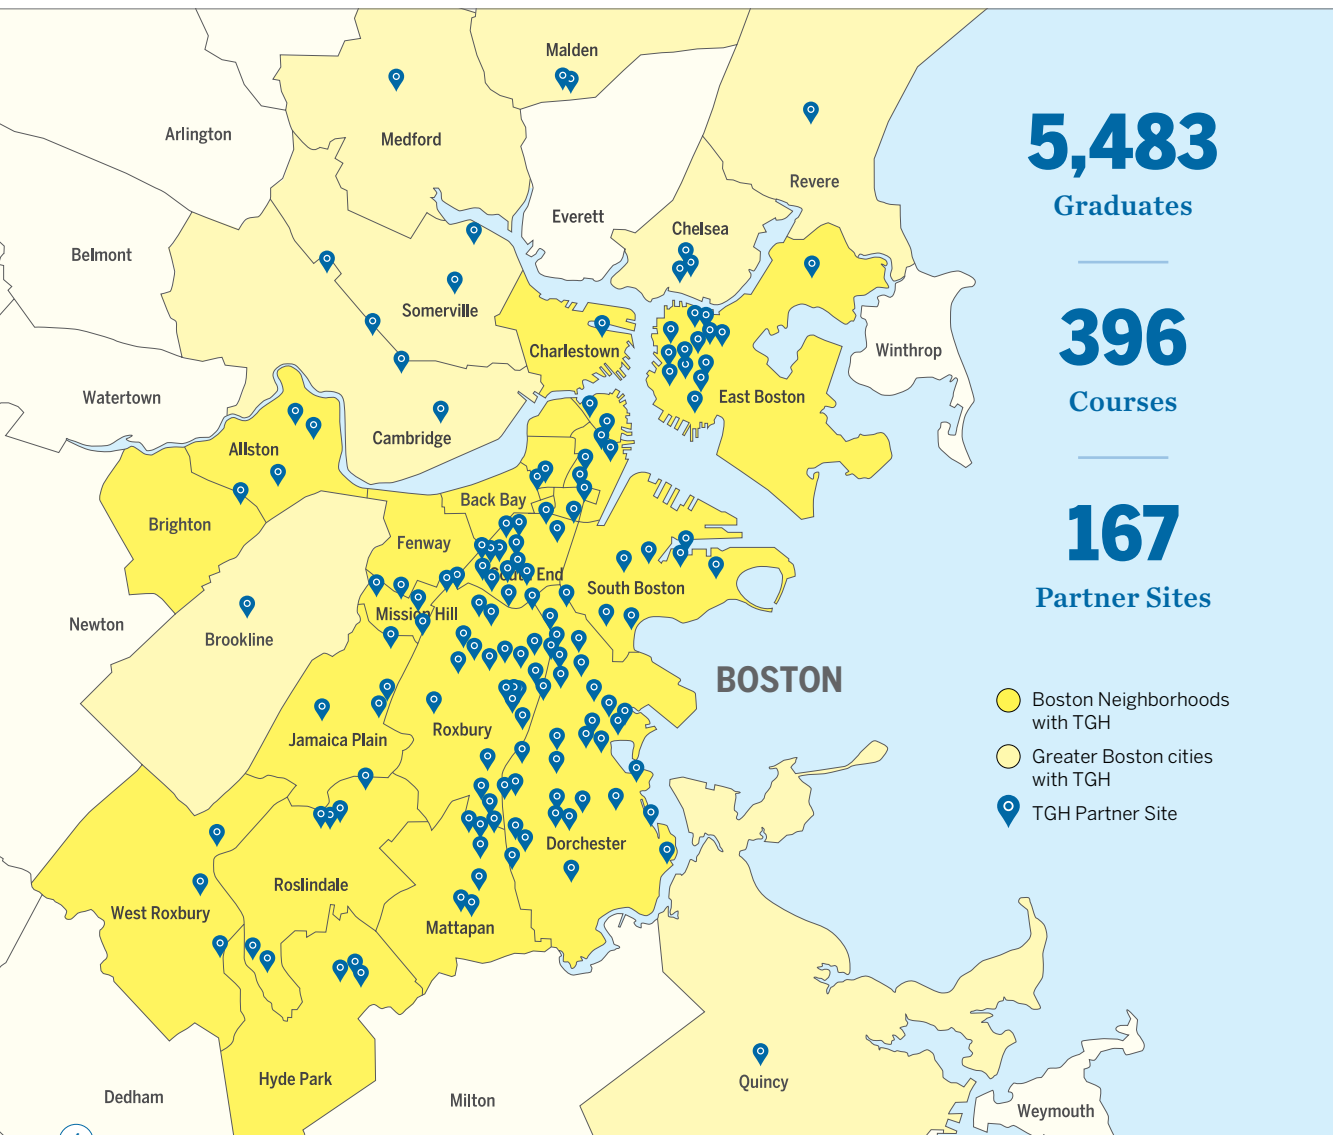 Malden
Arlington
Medford
Revere
Everett
Chelsea
Belmont
Somerville
Charlestown
Winthrop
Watertown
East Boston
Cambridge
Allston
Back Bay
Brighton
Fenway
South End
South Boston
Mission Hill
Newton
Brookline
BOSTON
Roxbury
Jamaica Plain
Dorchester
Roslindale
West Roxbury
Mattapan
Hyde Park
Quincy
Dedham
Milton
Weymouth
5,483
Graduates
396
Courses
167
Partner Sites
Boston Neighborhoods
with TGH
Greater Boston cities
with TGH
TGH Partner Site